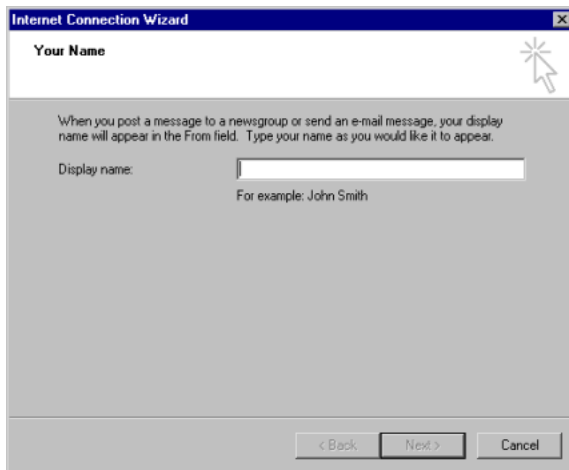 Internet Connection Wizard
Your Name
When you post a message to a newsgroup or send an e-mail message, your display
name will appear in the From field. Type your name as you would like it to appear.
Display name:
For example: John Smith
< Back Next > Cancel